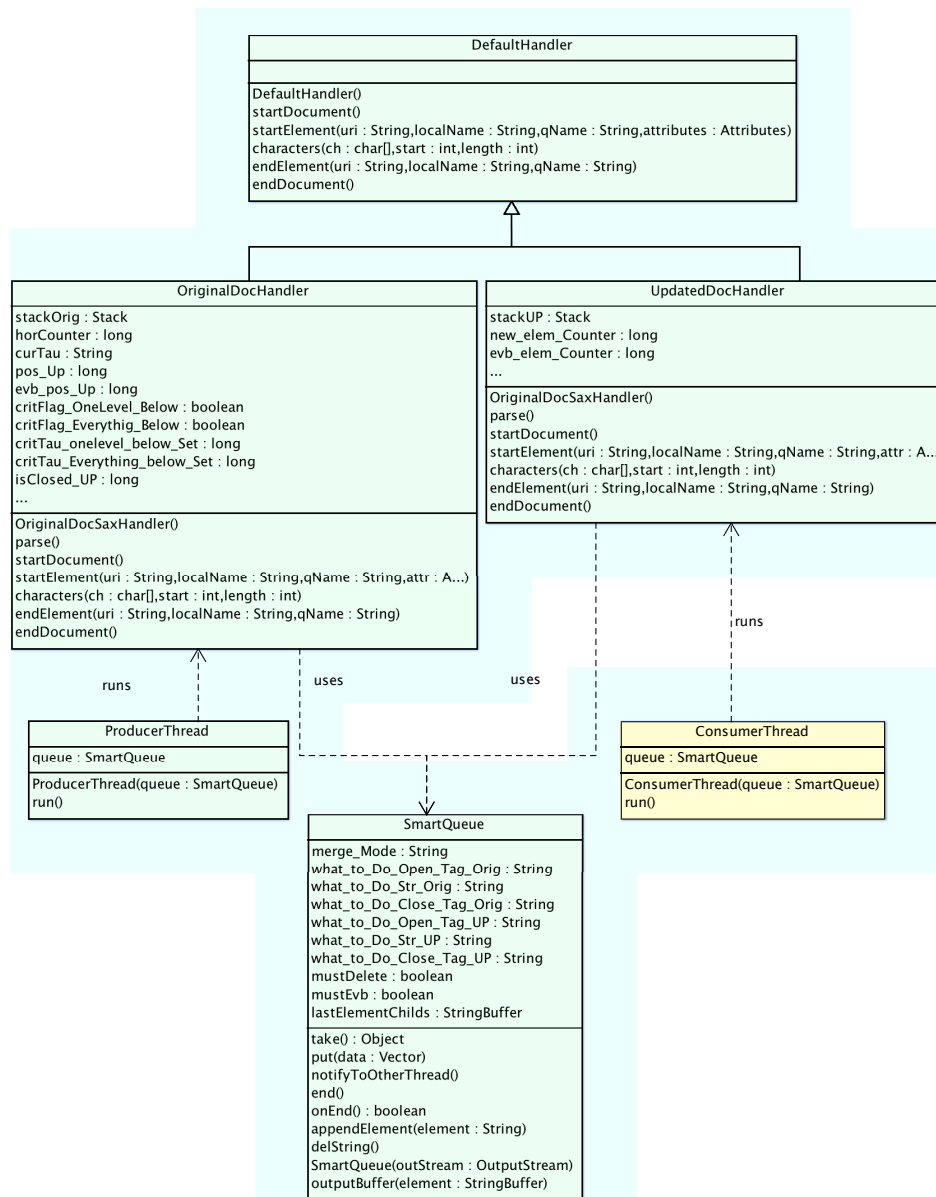 DefaultHandler
DefaultHandler()
startDocument()
startElement(uri : String,localName : String,qName : String,attributes : Attributes)
characters(ch : char[],start : int,length : int)
endElement(uri : String,localName : String,qName : String)
endDocument()
OriginalDocHandler
stackOrig : Stack
horCounter : long
curTau : String
pos_Up : long
evb_pos_Up : long
critFlag_OneLevel_Below : boolean
critFlag_Everythig_Below : boolean
critTau_onelevel_below_Set : long
critTau_Everything_below_Set : long
isClosed_UP : long
...
OriginalDocSaxHandler()
parse()
startDocument()
startElement(uri : String,localName : String,qName : String,attr : A...)
characters(ch : char[],start : int,length : int)
endElement(uri : String,localName : String,qName : String)
endDocument()
UpdatedDocHandler
stackUP : Stack
new_elem_Counter : long
evb_elem_Counter : long
...
OriginalDocSaxHandler()
parse()
startDocument()
startElement(uri : String,localName : String,qName : String,attr : A...
characters(ch : char[],start : int,length : int)
endElement(uri : String,localName : String,qName : String)
endDocument()
runs
uses
uses
runs
ProducerThread
queue : SmartQueue
ProducerThread(queue : SmartQueue)
run()
ConsumerThread
queue : SmartQueue
ConsumerThread(queue : SmartQueue)
run()
SmartQueue
merge_Mode : String
what_to_Do_Open_Tag_Orig : String
what_to_Do_Str_Orig : String
what_to_Do_Close_Tag_Orig : String
what_to_Do_Open_Tag_UP : String
what_to_Do_Str_UP : String
what_to_Do_Close_Tag_UP : String
mustDelete : boolean
mustEvb : boolean
lastElementChilds : StringBuffer
take() : Object
put(data : Vector)
notifyToOtherThread()
end()
onEnd() : boolean
appendElement(element : String)
delString()
SmartQueue(outStream : OutputStream)
outputBuffer(element : StringBuffer)